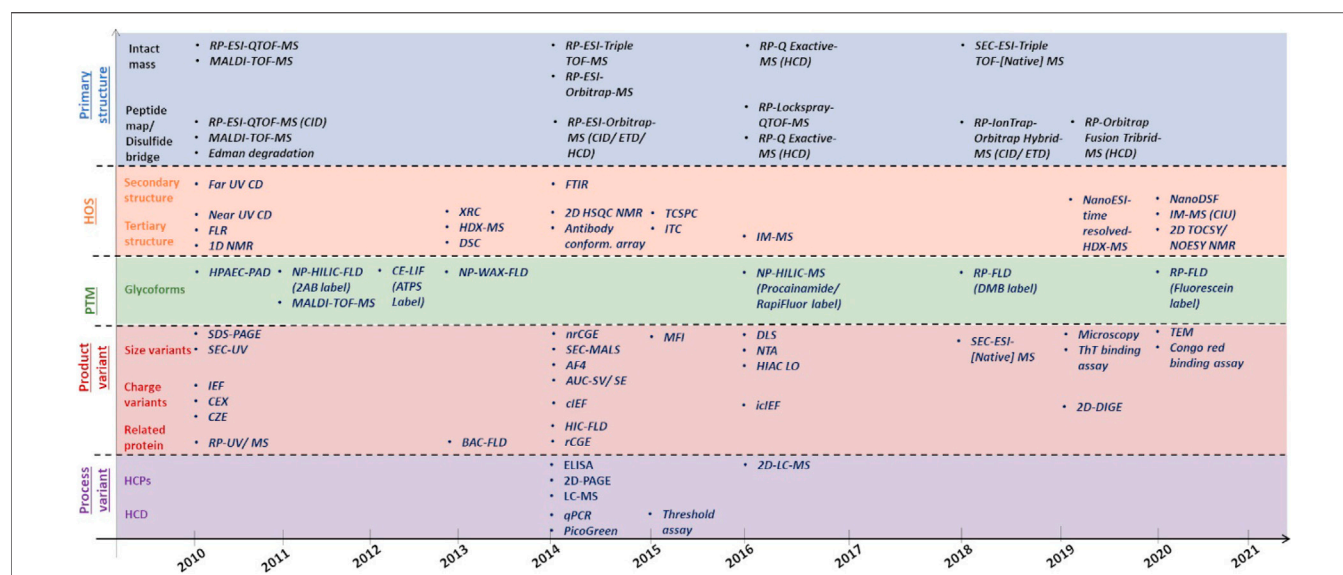 Primary
structure
Intact
mass
• RP-ESI-QTOF-MS
• MALDI-TOF-MS
• RP-ESI-Triple
TOF-MS
• RP-ESI-
Orbitrap-MS
• RP-Q Exactive-
MS (HCD)
• SEC-ESI-Triple
TOF-[Native] MS
Peptide
map/
Disulfide
bridge
• RP-ESI-QTOF-MS (CID)
• MALDI-TOF-MS
• Edman degradation
• RP-ESI-Orbitrap-
MS (CID/ ETD/
HCD)
• RP-Lockspray-
QTOF-MS
• RP-Q Exactive-
MS (HCD)
• RP-IonTrap-
Orbitrap Hybrid-
MS (CID/ ETD)
• RP-Orbitrap
Fusion Tribrid-
MS (HCD)
HOS
Secondary
structure
• Far UV CD
• FTIR
Tertiary
structure
• Near UV CD
• FLR
• 1D NMR
• XRC
• HDX-MS
• DSC
• 2D HSQC NMR
• Antibody
conform. array
• TCSPC
• ITC
• IM-MS
• NanoESI-
time
resolved-
HDX-MS
• NanoDSF
• IM-MS (CIU)
• 2D TOCSY/
NOESY NMR
PTM
Glycoforms
• HPAEC-PAD
• NP-HILIC-FLD
(2AB label)
• MALDI-TOF-MS
• CE-LIF
(ATPS
Label)
• NP-WAX-FLD
• NP-HILIC-MS
(Procainamide/
RapiFluor label)
• RP-FLD
(DMB label)
• RP-FLD
(Fluorescein
label)
Product
variant
Size variants
• SDS-PAGE
• SEC-UV
• nrCGE
• SEC-MALS
• AF4
• AUC-SV/ SE
• MFI
• DLS
• NTA
• HIAC LO
• SEC-ESI-
[Native] MS
• Microscopy
• ThT binding
assay
• TEM
• Congo red
binding assay
Charge
variants
• IEF
• CEX
• CZE
• cIEF
• icIEF
• 2D-DIGE
Related
protein
• RP-UV/ MS
• BAC-FLD
• HIC-FLD
• rCGE
Process
variant
HCPs
• ELISA
• 2D-PAGE
• LC-MS
• 2D-LC-MS
HCD
• qPCR
• PicoGreen
• Threshold
assay
2010
2011
2012
2013
2014
2015
2016
2017
2018
2019
2020
2021